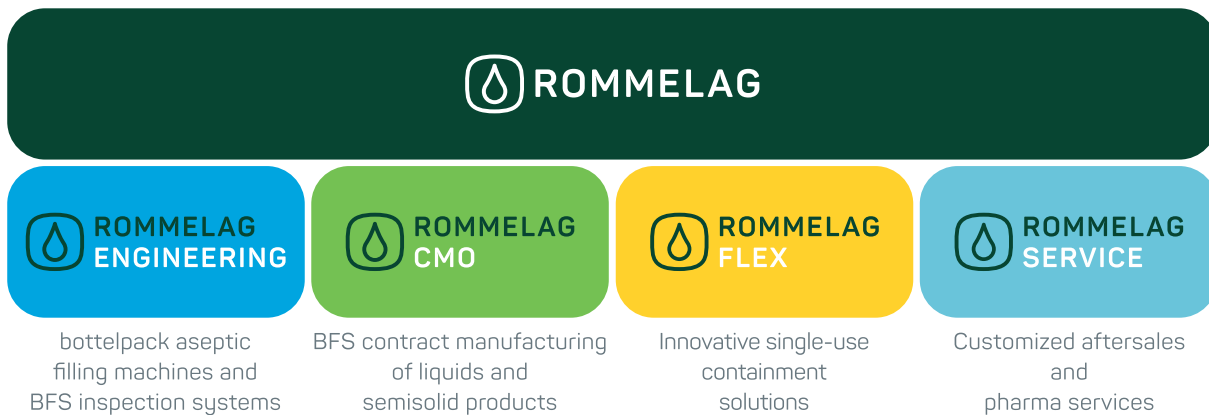 ROMMELAG
ROMMELAG
ENGINEERING
ROMMELAG
CMO
ROMMELAG
FLEX
ROMMELAG
SERVICE
bottelpack aseptic
filling machines and
BFS inspection systems
BFS contract manufacturing
of liquids and
semisolid products
Innovative single-use
containment
solutions
Customized aftersales
and
pharma services